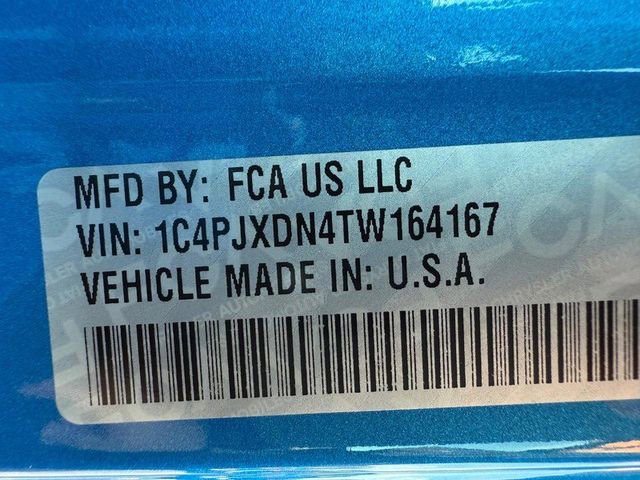 MFD BY: FCA US LLC
VIN: 1C4PJXDN4TW164167
VEHICLE MADE IN: U.S.A.